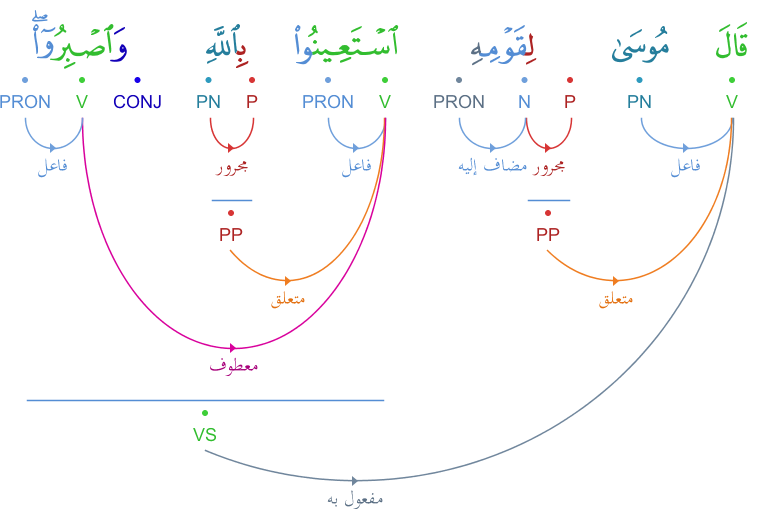 قَالَ مُوسَىٰ لِقَوْمِهِ ٱسْتَعِينُوا۟ بِٱللَّهِ وَٱصْبِرُوٓا۟ ۖ
V PN P N PRON V PRON P PN CONJ V PRON
فاعل مجرور مضاف إليه فاعل مجرور فاعل
PP PP
متعلق متعلق
معطوف
VS
مفعول به